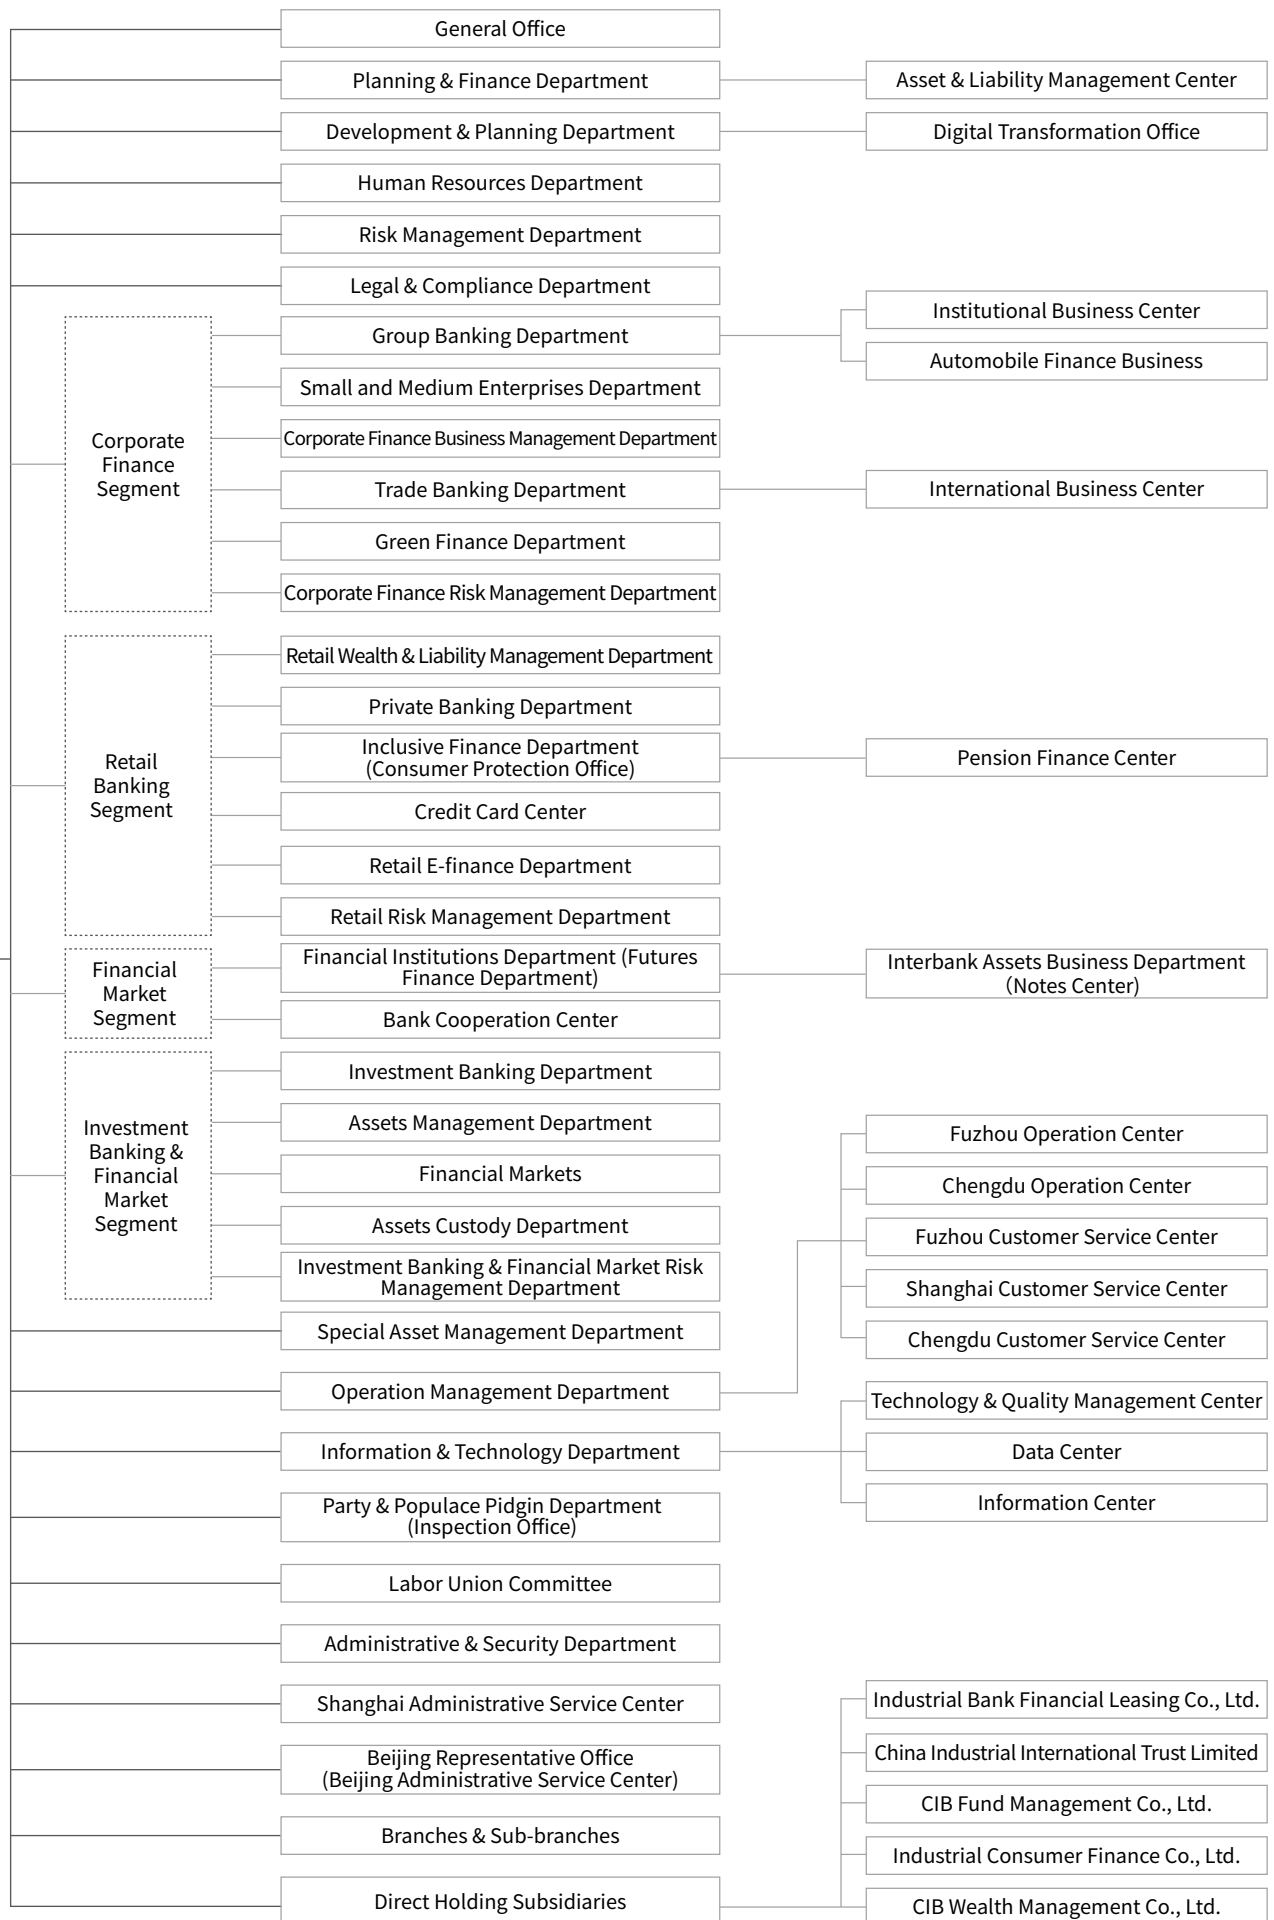 General Office
Planning & Finance Department
Asset & Liability Management Center
Development & Planning Department
Digital Transformation Office
Human Resources Department
Risk Management Department
Legal & Compliance Department
Corporate
Finance
Segment
Group Banking Department
Institutional Business Center
Automobile Finance Business
Small and Medium Enterprises Department
Corporate Finance Business Management Department
Trade Banking Department
International Business Center
Green Finance Department
Corporate Finance Risk Management Department
Retail
Banking
Segment
Retail Wealth & Liability Management Department
Private Banking Department
Inclusive Finance Department
(Consumer Protection Office)
Pension Finance Center
Credit Card Center
Retail E-finance Department
Retail Risk Management Department
Financial
Market
Segment
Financial Institutions Department (Futures
Finance Department)
Interbank Assets Business Department
(Notes Center)
Bank Cooperation Center
Investment
Banking &
Financial
Market
Segment
Investment Banking Department
Assets Management Department
Financial Markets
Assets Custody Department
Investment Banking & Financial Market Risk
Management Department
Special Asset Management Department
Operation Management Department
Fuzhou Operation Center
Chengdu Operation Center
Fuzhou Customer Service Center
Shanghai Customer Service Center
Chengdu Customer Service Center
Information & Technology Department
Technology & Quality Management Center
Data Center
Information Center
Party & Populace Pidgin Department
(Inspection Office)
Labor Union Committee
Administrative & Security Department
Shanghai Administrative Service Center
Beijing Representative Office
(Beijing Administrative Service Center)
Branches & Sub-branches
Direct Holding Subsidiaries
Industrial Bank Financial Leasing Co., Ltd.
China Industrial International Trust Limited
CIB Fund Management Co., Ltd.
Industrial Consumer Finance Co., Ltd.
CIB Wealth Management Co., Ltd.